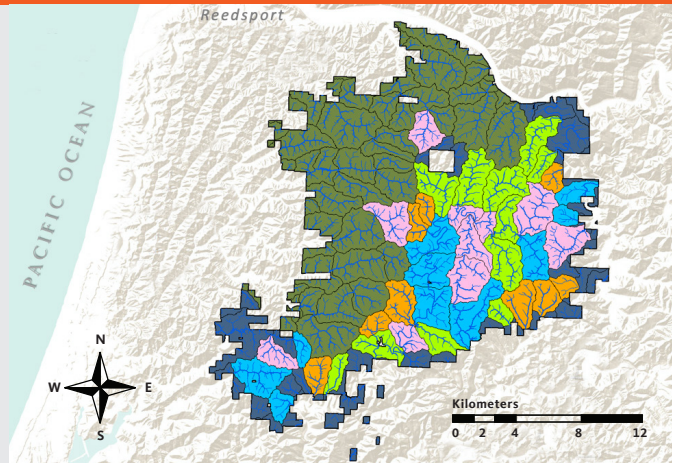 Reedsport
PACIFIC OCEAN
N
W E
S
Kilometers
0 2 4 8 12